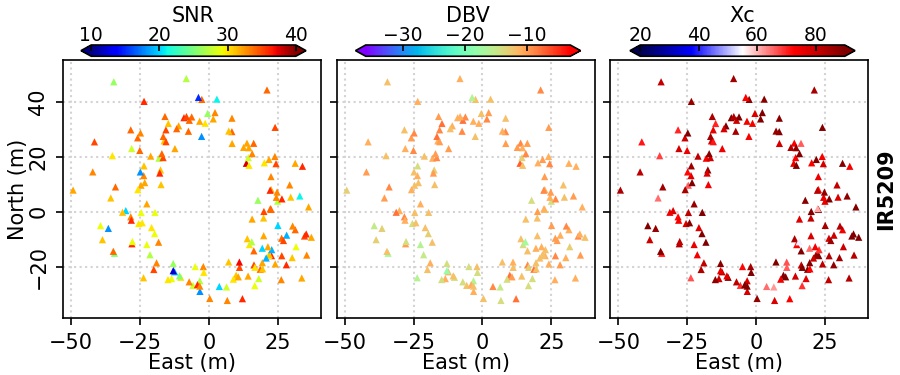 SNR DBV Xc
10 20 30 40 −30 −20 −10 20 40 60 80
40
20
0
−20
North (m)
IR5209
−50 −25 0 25 −50 −25 0 25 −50 −25 0 25
East (m) East (m) East (m)